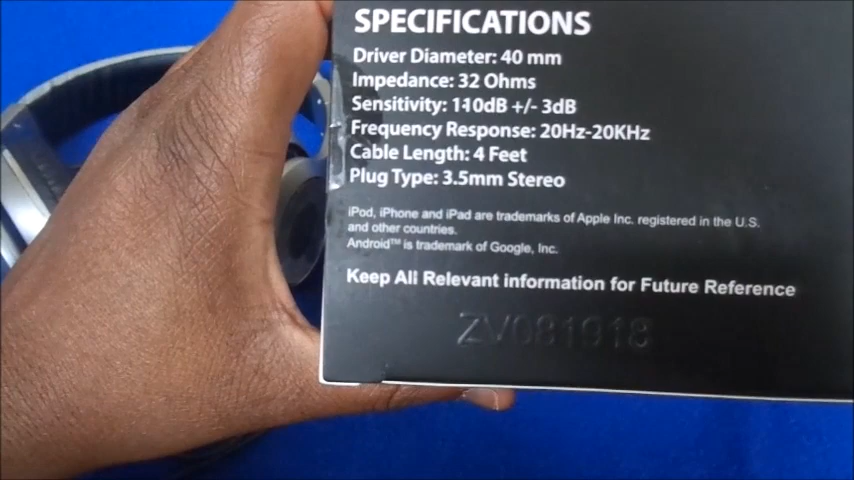 SPECIFICATIONS
Driver Diameter: 40 mm
Impedance: 32 Ohms
Sensitivity: 110dB +/- 3dB
Frequency Response: 20Hz-20KHz
Cable Length: 4 Feet
Plug Type: 3.5mm Stereo
iPod, iPhone and iPad are trademarks of Apple Inc. registered in the U.S.
and other countries.
Android™ is trademark of Google, Inc.
Keep All Relevant Information for Future Reference
ZV081918